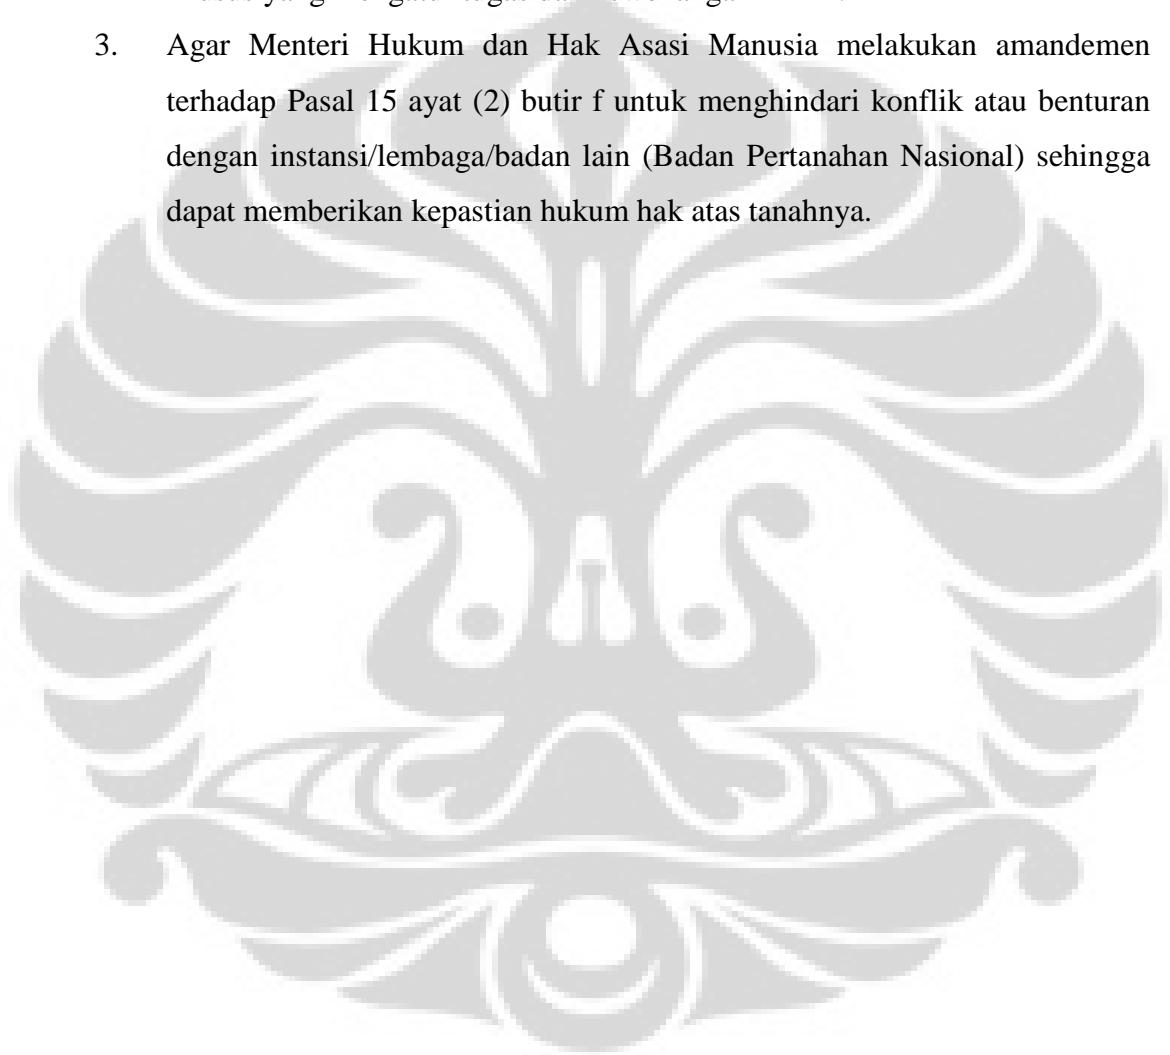 3. Agar Menteri Hukum dan Hak Asasi Manusia melakukan amandemen
terhadap Pasal 15 ayat (2) butir f untuk menghindari konflik atau benturan
dengan instansi/lembaga/badan lain (Badan Pertanahan Nasional) sehingga
dapat memberikan kepastian hukum hak atas tanahnya.